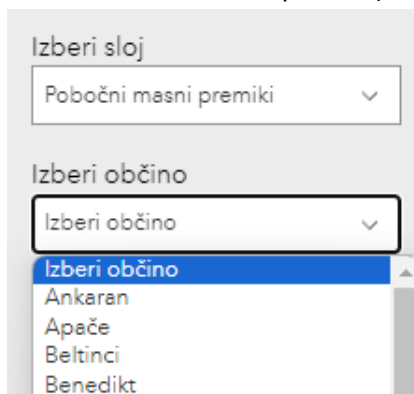 Izberi sloj
Pobočni masni premiki
Izberi občino
Izberi občino
Izberi občino
Ankaran
Apače
Beltinci
Benedikt